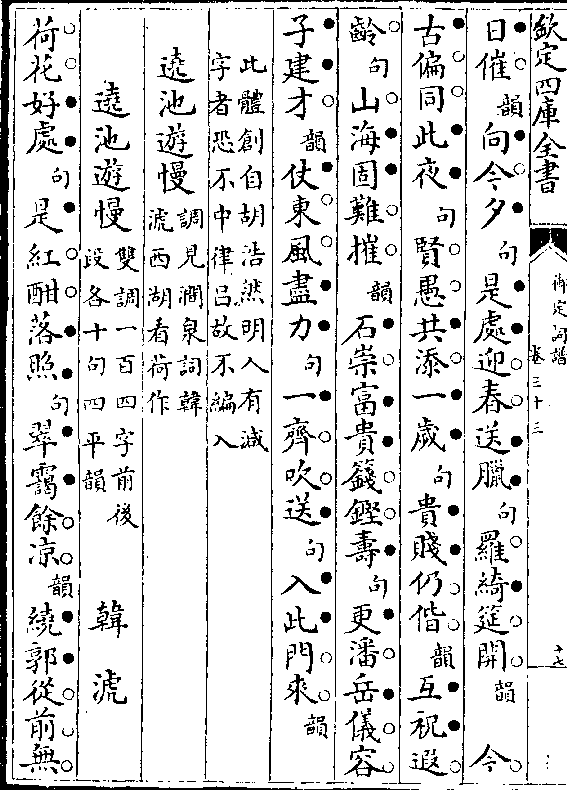 欽定四庫全書
御定詞譜
卷三十三
十七
日催韻向今夕句是處迎春送臘句羅綺筵開韻 今
古偏同此夜句賢愚共添一歲句貴賤仍偕韻互祝遐
齡句山海固難摧韻石崇富貴籛鏗壽句更潘岳儀容
子建才韻仗東風盡力句一齊吹送句入此門來韻
此體創自胡浩然明人有減
字者恐不中律呂故不編入
遶池遊慢 調見澗泉詞韓
淲西湖看荷作
遶池遊慢 雙調一百四字前後
段各十句四平韻 韓淲
荷花好處句是紅酣落照句翠靄餘凉韻繞郭從前無